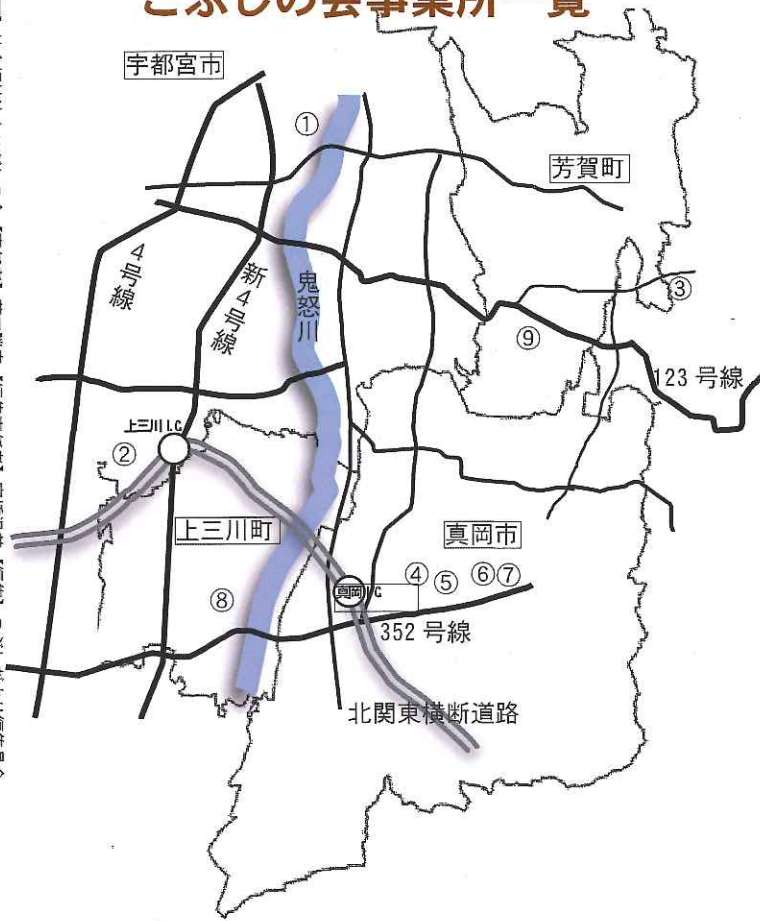 こぶしの会事業所一覧
宇都宮市
①
芳賀町
4号線
新4号線
鬼怒川
③
⑨
123号線
上三川I.C
②
上三川町
真岡市
真岡I.C
④
⑤
⑥⑦
⑧
352号線
北関東横断道路